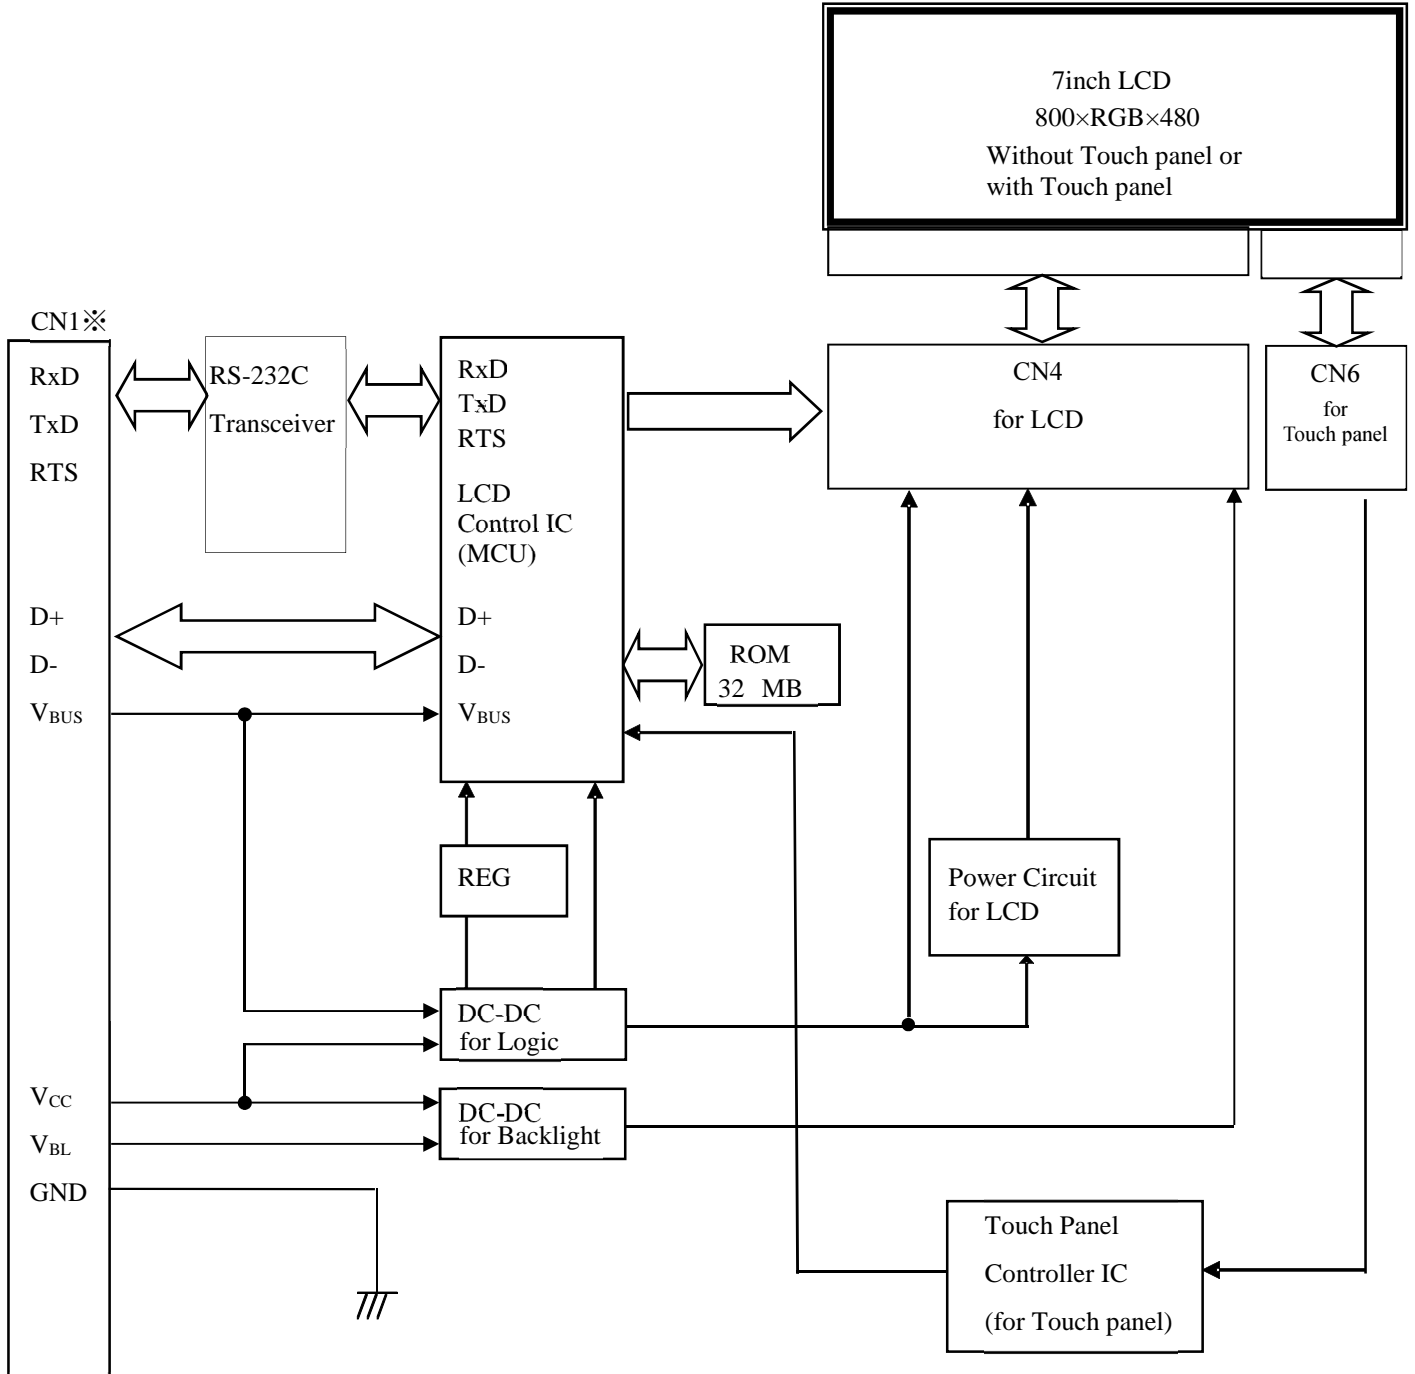 7inch LCD
800×RGB×480
Without Touch panel or
with Touch panel
CN1※
RxD
TxD
RTS
D+
D-
VBUS
VCC
VBL
GND
RS-232C
Transceiver
RxD
TxD
RTS
LCD
Control IC
(MCU)
D+
D-
VBUS
CN4
for LCD
CN6
for
Touch panel
ROM
32 MB
REG
Power Circuit
for LCD
DC-DC
for Logic
DC-DC
for Backlight
Touch Panel
Controller IC
(for Touch panel)